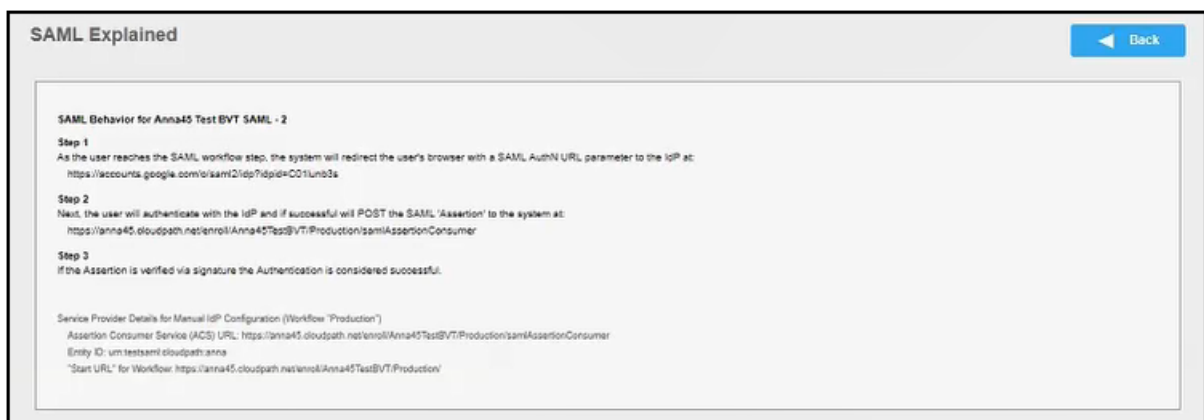 SAML Explained
Back
SAML Behavior for Anna45 Test BVT SAML - 2
Step 1
As the user reaches the SAML workflow step, the system will redirect the user's browser with a SAML AuthN URL parameter to the IdP at:
https://accounts.google.com/o/saml2/idp?idpid=C01lunb3s
Step 2
Next, the user will authenticate with the IdP and if successful will POST the SAML 'Assertion' to the system at:
https://anna45.cloudpath.net/enroll/Anna45TestBVT/Production/samlAssertionConsumer
Step 3
If the Assertion is verified via signature the Authentication is considered successful.
Service Provider Details for Manual IdP Configuration (Workflow "Production")
Assertion Consumer Service (ACS) URL: https://anna45.cloudpath.net/enroll/Anna45TestBVT/Production/samlAssertionConsumer
Entity ID: urn:testsaml:cloudpath:anna
"Start URL" for Workflow: https://anna45.cloudpath.net/enroll/Anna45TestBVT/Production/